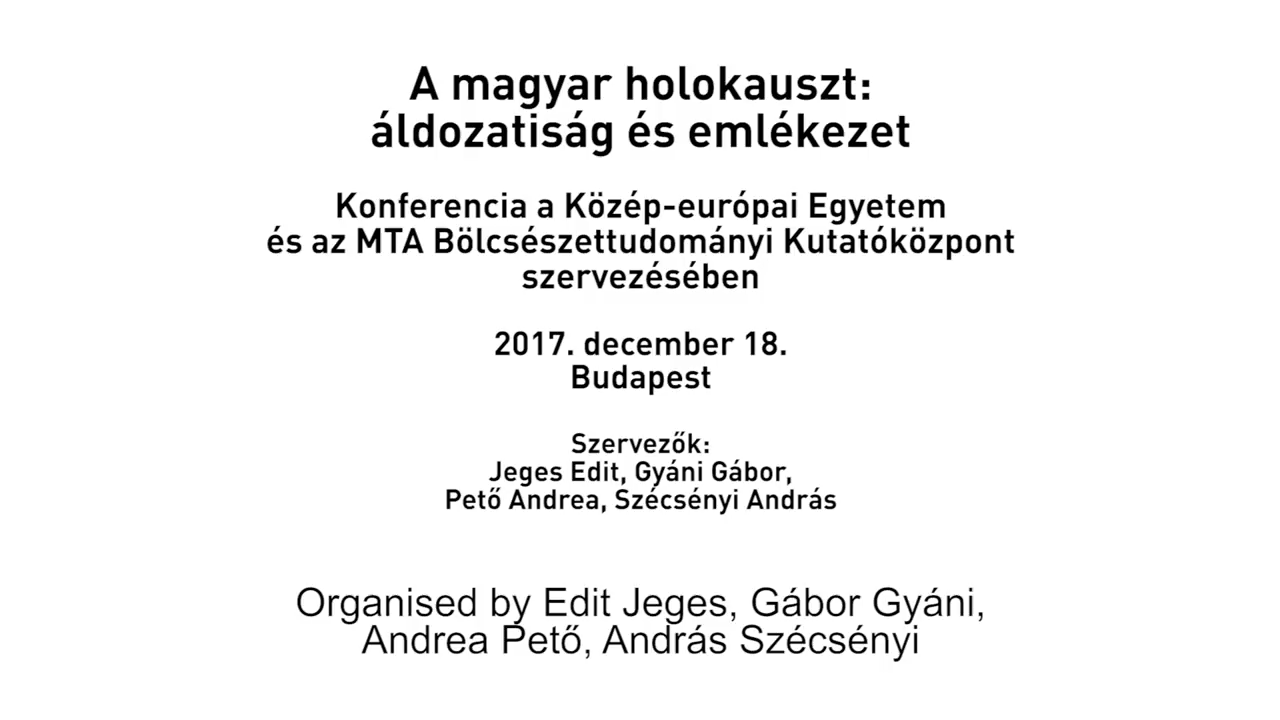 A magyar holokauszt:
áldozatiság és emlékezet
Konferencia a Közép-európai Egyetem
és az MTA Bölcsészettudományi Kutatóközpont
szervezésében
2017. december 18.
Budapest
Szervezők:
Jeges Edit, Gyáni Gábor,
Pető Andrea, Szécsényi András
Organised by Edit Jeges, Gábor Gyáni,
Andrea Pető, András Szécsényi